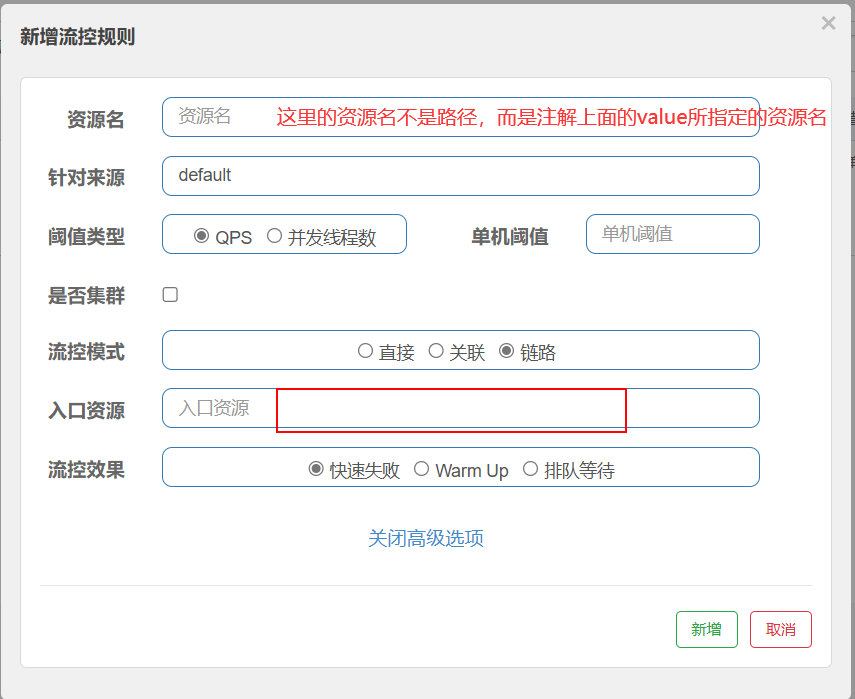 新增流控规则 ×
资源名 资源名 这里的资源名不是路径，而是注解上面的value所指定的资源名
针对来源 default
阈值类型 QPS 并发线程数 单机阈值 单机阈值
是否集群
流控模式 直接 关联 链路
入口资源 入口资源
流控效果 快速失败 Warm Up 排队等待
关闭高级选项
新增 取消